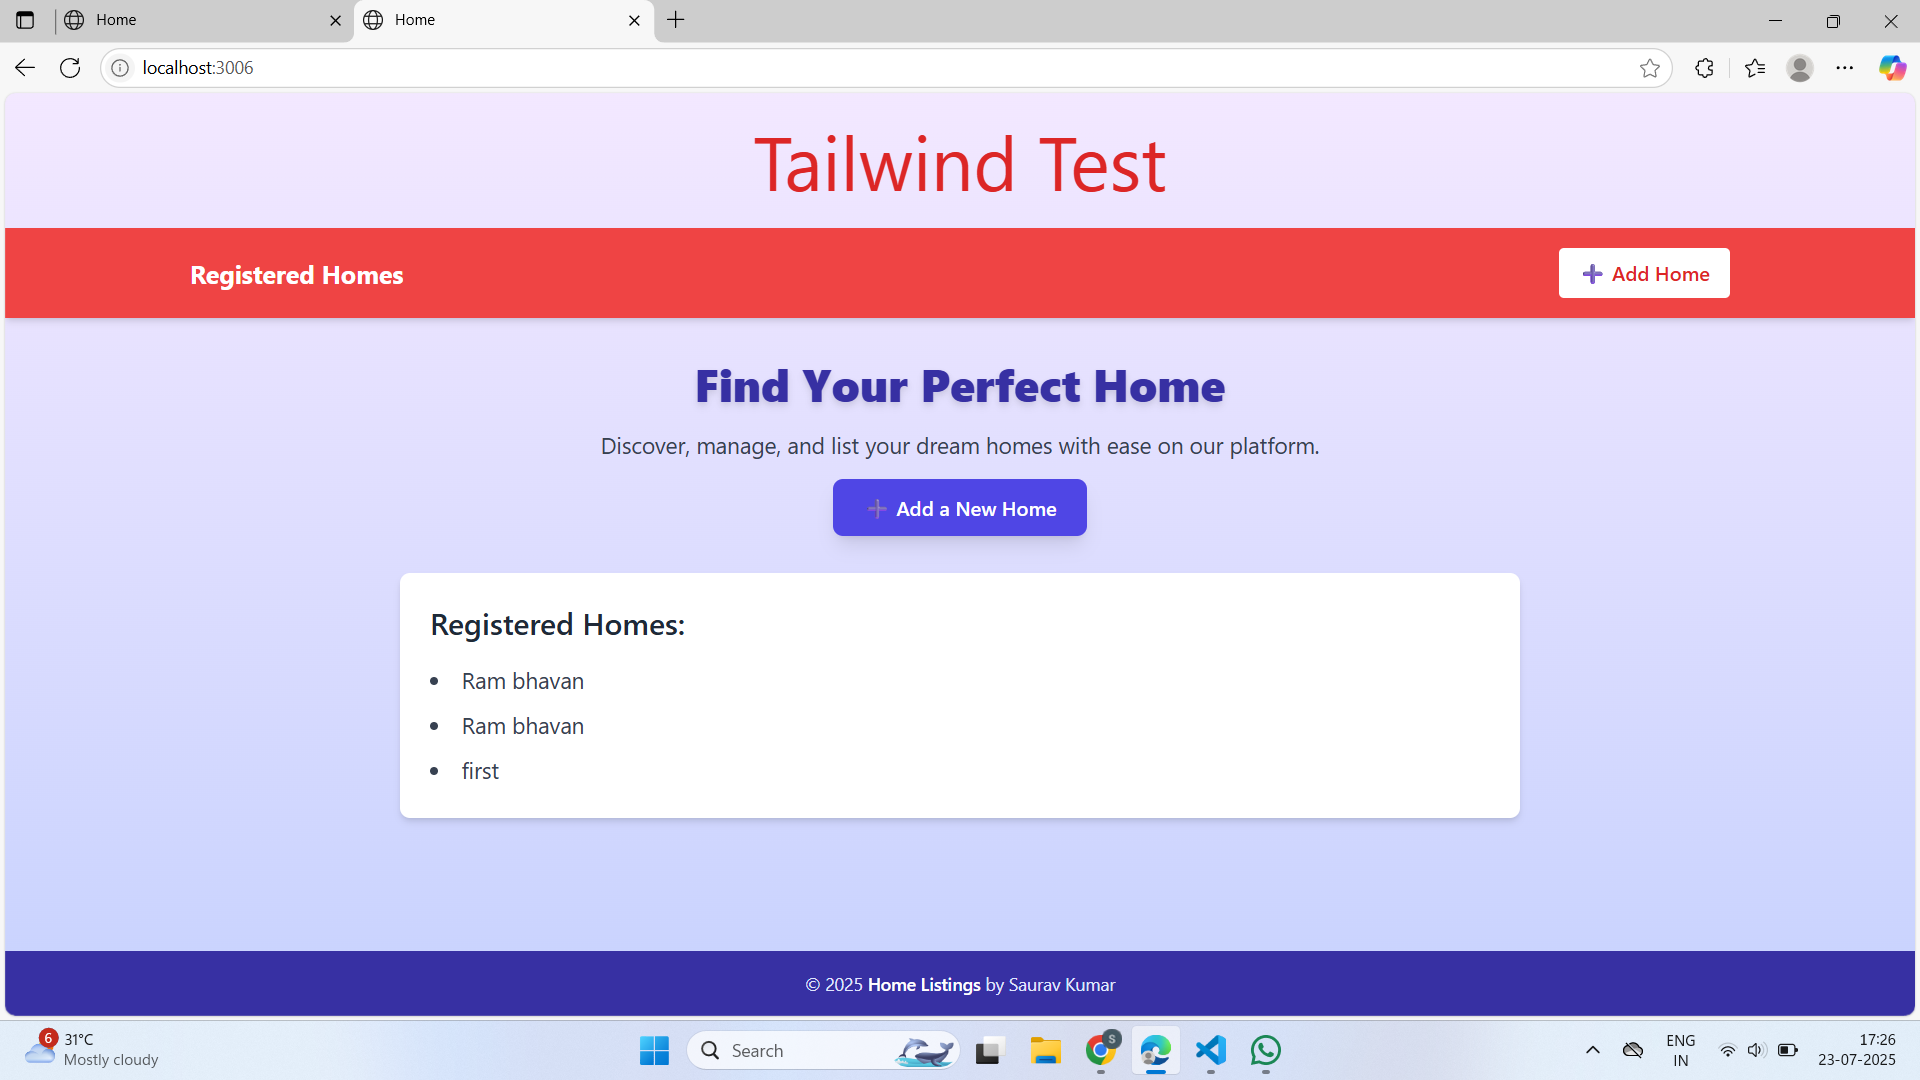 Home
Home
localhost:3006
Tailwind Test
Registered Homes
➕ Add Home
Find Your Perfect Home
Discover, manage, and list your dream homes with ease on our platform.
➕ Add a New Home
Registered Homes:
• Ram bhavan
• Ram bhavan
• first
© 2025 Home Listings by Saurav Kumar
6
31°C
Mostly cloudy
Search
S
ENG
IN
17:26
23-07-2025